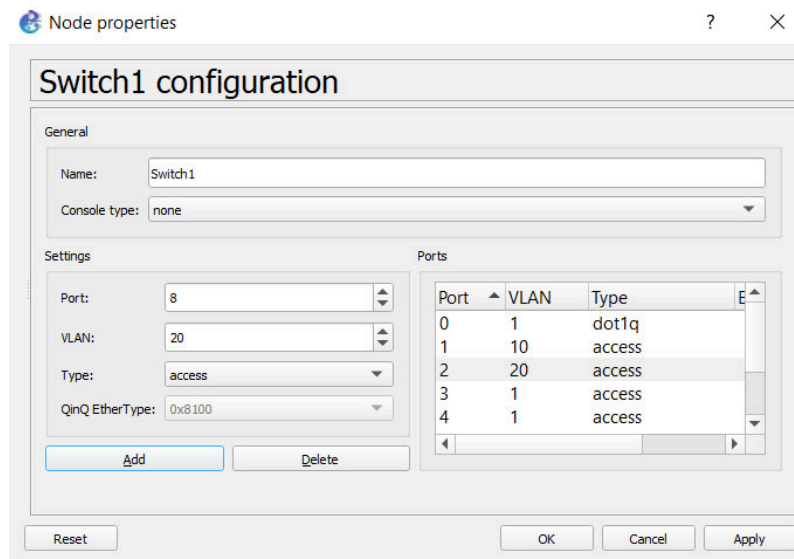 Node properties
Switch1 configuration
General
Name: Switch1
Console type: none
Settings
Port: 8
VLAN: 20
Type: access
QinQ EtherType: 0x8100
Add Delete
Ports
Port VLAN Type
0 1 dot1q
1 10 access
2 20 access
3 1 access
4 1 access
Reset OK Cancel Apply